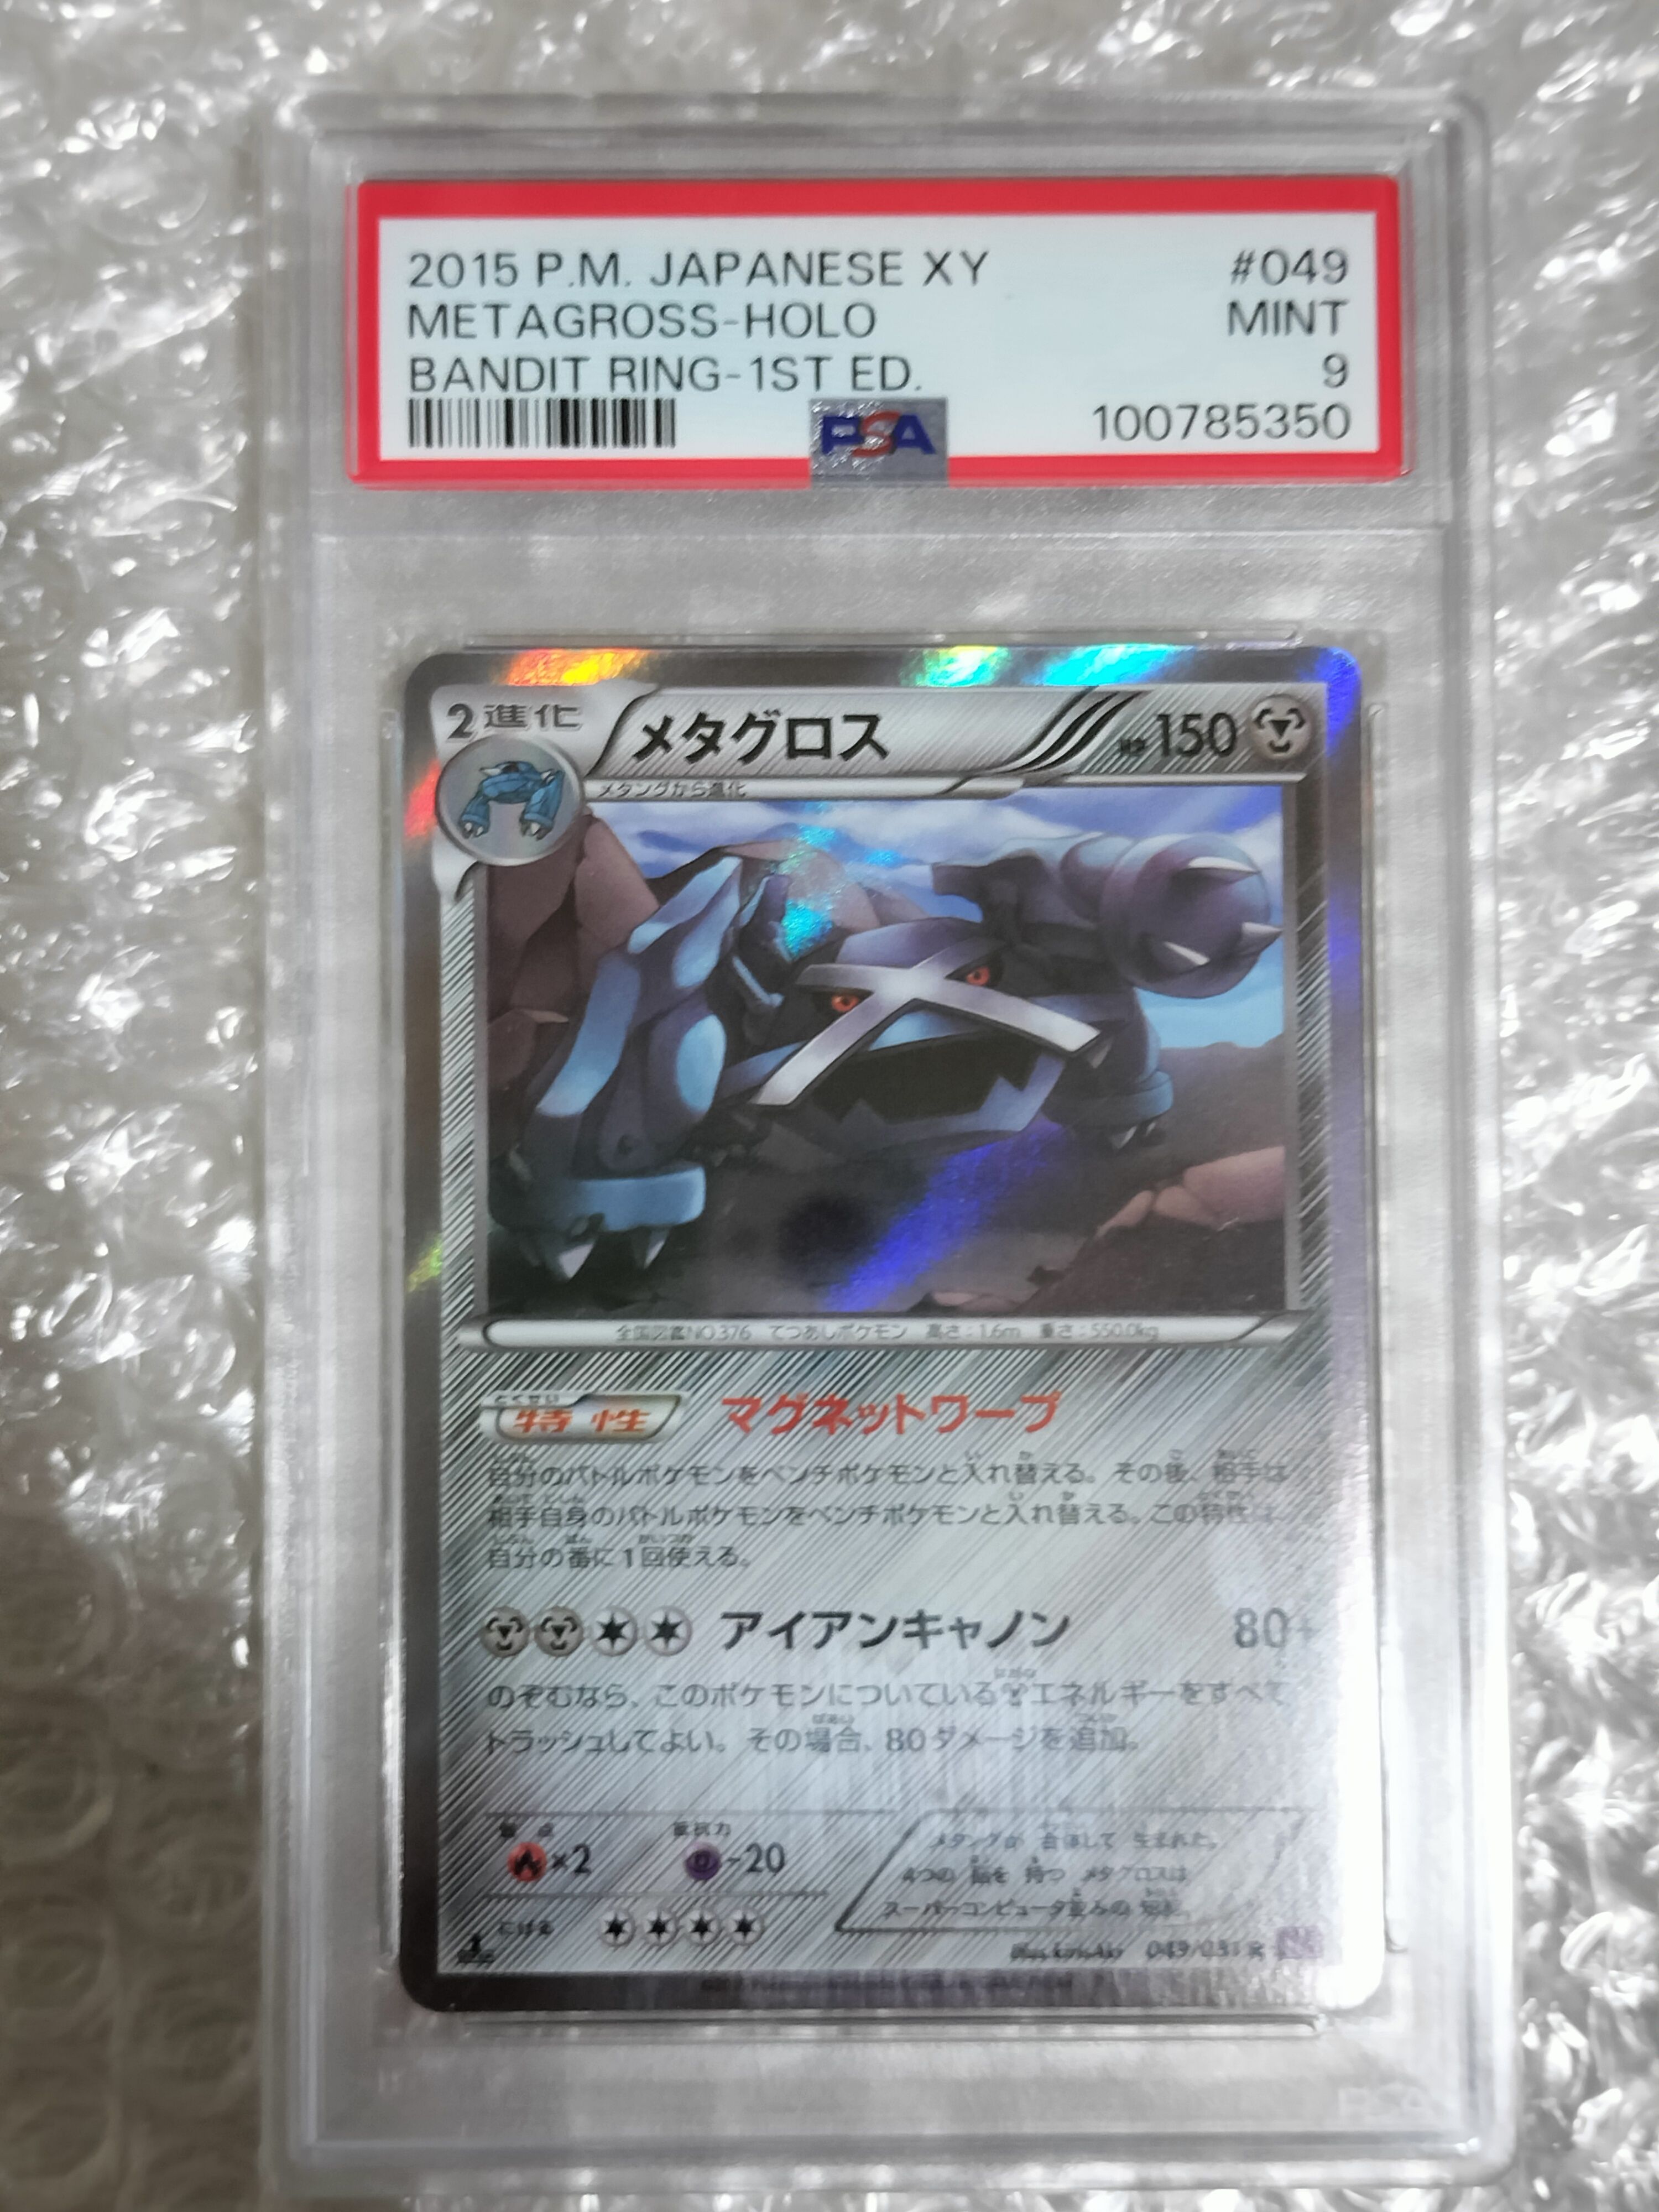 2015 P.M. JAPANESE XY #049
METAGROSS-HOLO MINT
BANDIT RING-1ST ED. 9
PSA 100785350
2進化 メタグロス HP150
メタングから進化
全国図鑑NO.376 てつあしポケモン 高さ:1.6m 重さ:550.0kg
とくせい
特性 マグネットワープ
自分のバトルポケモンをベンチポケモンと入れ替える。その後、相手は
相手自身のバトルポケモンをベンチポケモンと入れ替える。この特性は、
自分の番に1回使える。
アイアンキャノン 80+
のぞむなら、このポケモンについているエネルギーをすべて
トラッシュしてよい。その場合、80ダメージを追加。
弱点 抵抗力
×2 -20
メタングが 合体して 生まれた。
4つの 脳を 持つ メタグロスは
スーパーコンピュータ並みの 知能。
にげる
R